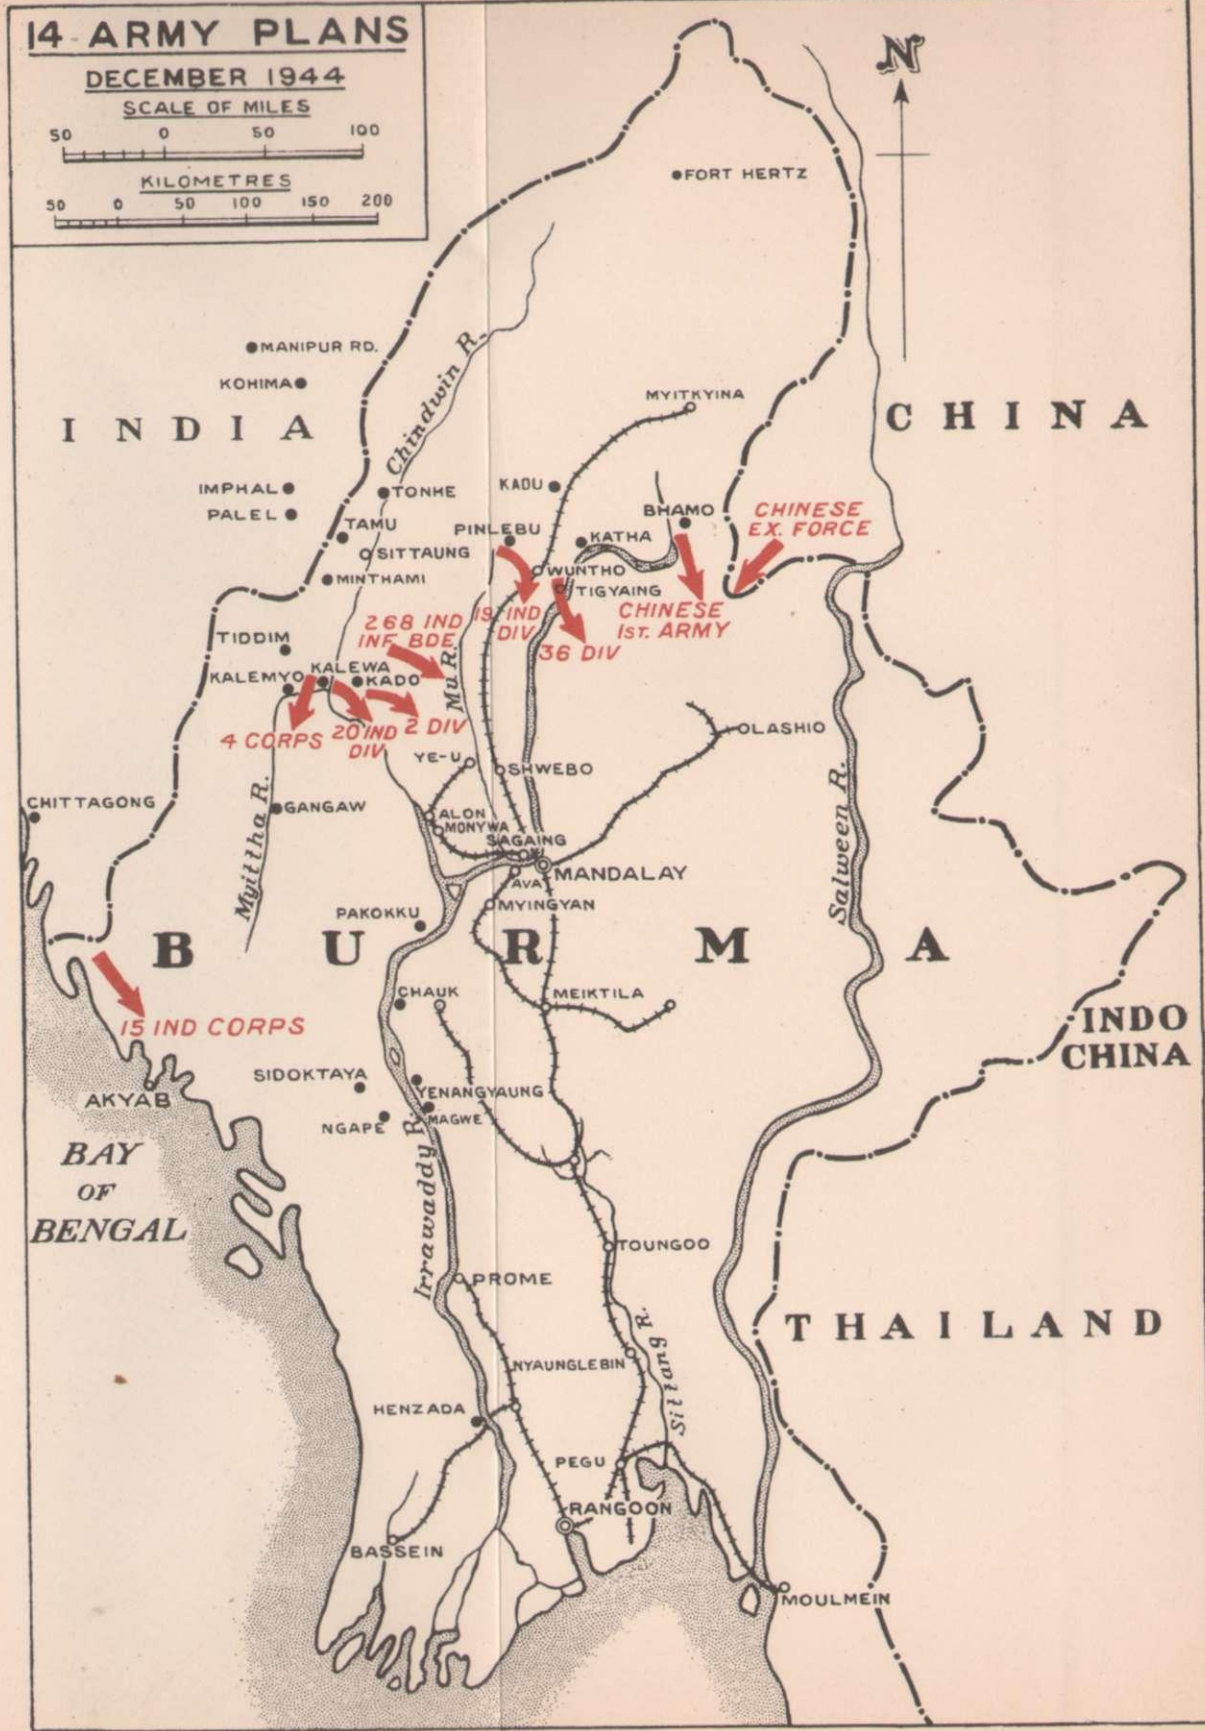 14 ARMY PLANS
DECEMBER 1944
SCALE OF MILES
50 0 50 100
KILOMETRES
50 0 50 100 150 200
N
FORT HERTZ
MANIPUR RD.
KOHIMA
INDIA
Chindwin R.
MYITKYINA
CHINA
IMPHAL
PALEL
TONHE
KADU
TAMU
SITTAUNG
MINTHAMI
PINLEBU
KATHA
BHAMO
CHINESE
EX. FORCE
WUNTHO
TIGYAING
268 IND
INF BDE
19 IND
DIV
36 DIV
CHINESE
1ST. ARMY
TIDDIM
KALEMYO
KALEWA
KADO
Mu R.
4 CORPS
20 IND
DIV
2 DIV
YE-U
SHWEBO
OLASHIO
CHITTAGONG
GANGAW
Myittha R.
ALON
MONYWA
SAGAING
AVA
MANDALAY
Salween R.
MYINGYAN
PAKOKKU
BURMA
CHAUK
MEIKTILA
15 IND CORPS
INDO
CHINA
SIDOKTAYA
YENANGYAUNG
AKYAB
NGAPE
MAGWE
BAY
OF
BENGAL
Irrawaddy R.
TOUNGOO
PROME
THAILAND
NYAUNGLEBIN
Sittang R.
HENZADA
PEGU
RANGOON
BASSEIN
MOULMEIN